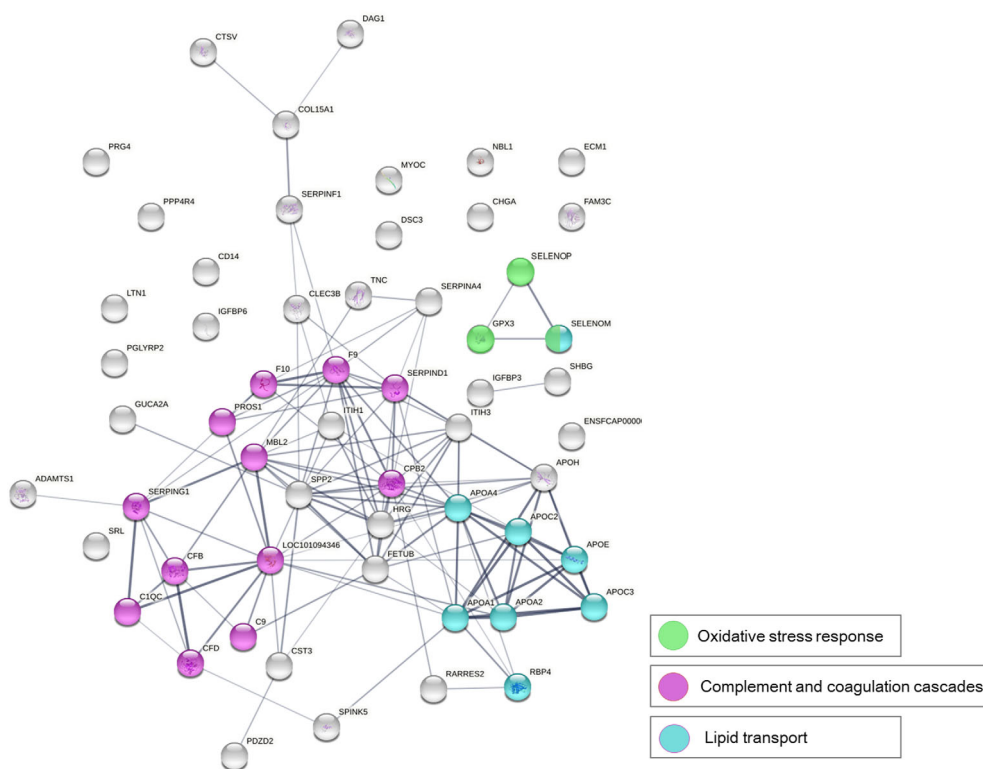 DAG1
CTSV
COL15A1
PRG4
NBL1
ECM1
MYOC
SERPINF1
PPP4R4
CHGA
FAM3C
DSC3
CD14
SELENOP
TNC
CLEC3B
SERPINA4
LTN1
IGFBP6
GPX3
SELENOM
PGLYRP2
F9
F10
SERPIND1
SHBG
IGFBP3
GUCA2A
PROS1
ITIH1
ITIH3
ENSFCAP00000
MBL2
APOH
CPB2
ADAMTS1
SPP2
SERPING1
APOA4
HRG
APOC2
SRL
LOC101094346
APOE
CFB
FETUB
C1QC
APOC3
APOA1
APOA2
C9
Oxidative stress response
CFD
CST3
RARRES2
RBP4
Complement and coagulation cascades
SPINK5
Lipid transport
PDZD2